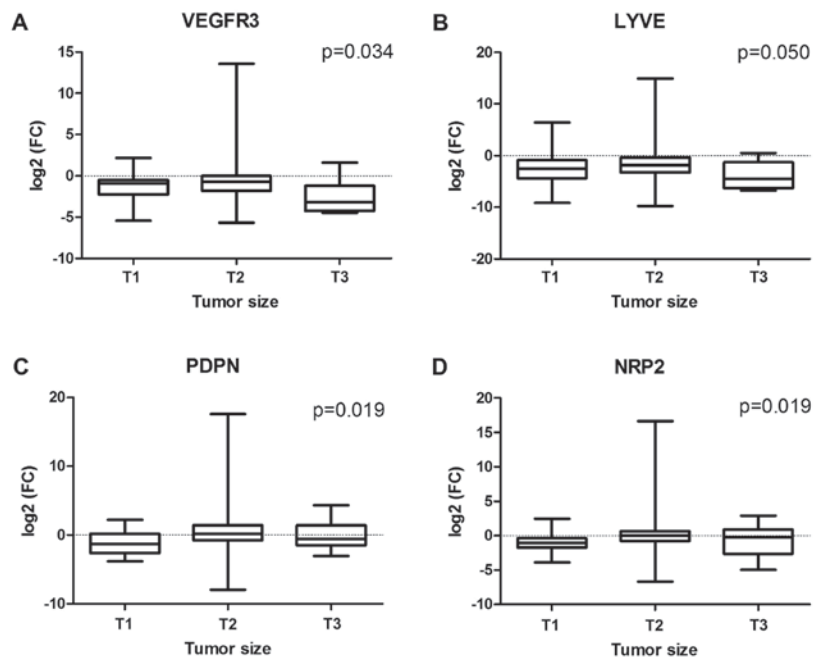 A
VEGFR3
p=0.034
15
10
5
0
-5
-10
log2 (FC)
T1 T2 T3
Tumor size
B
LYVE
p=0.050
20
10
0
-10
-20
log2 (FC)
T1 T2 T3
Tumor size
C
PDPN
p=0.019
20
10
0
-10
log2 (FC)
T1 T2 T3
Tumor size
D
NRP2
p=0.019
20
15
10
5
0
-5
-10
log2 (FC)
T1 T2 T3
Tumor size